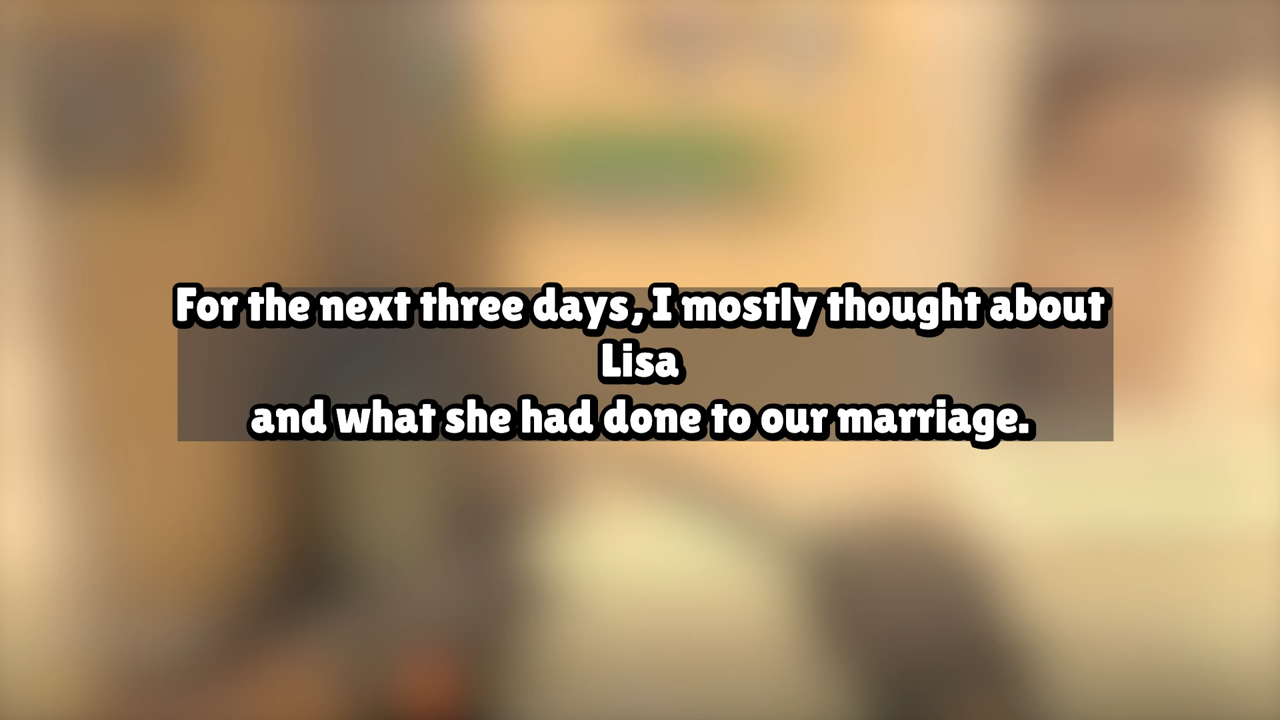 For the next three days, I mostly thought about
Lisa
and what she had done to our marriage.